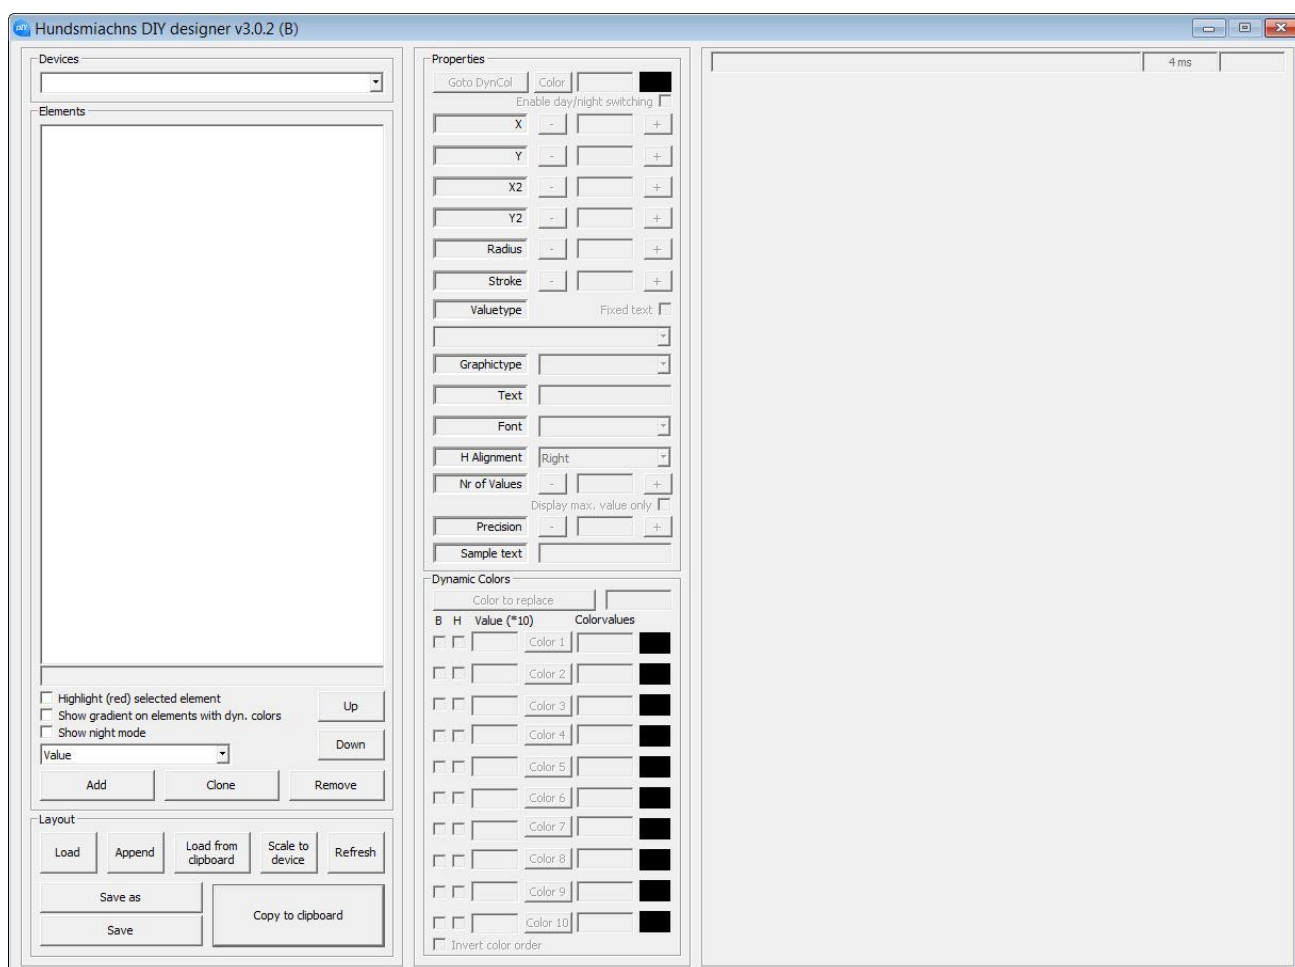 DIY Hundsmiachns DIY designer v3.0.2 (B)
Devices
Elements
Highlight (red) selected element
Show gradient on elements with dyn. colors
Show night mode
Up
Down
Value
Add Clone Remove
Layout
Load Append Load from clipboard Scale to device Refresh
Save as
Save
Copy to clipboard
Properties
Goto DynCol Color
Enable day/night switching
X - +
Y - +
X2 - +
Y2 - +
Radius - +
Stroke - +
Valuetype Fixed text
Graphictype
Text
Font
H Alignment Right
Nr of Values - +
Display max. value only
Precision - +
Sample text
Dynamic Colors
Color to replace
B H Value (*10) Colorvalues
Color 1
Color 2
Color 3
Color 4
Color 5
Color 6
Color 7
Color 8
Color 9
Color 10
Invert color order
4 ms